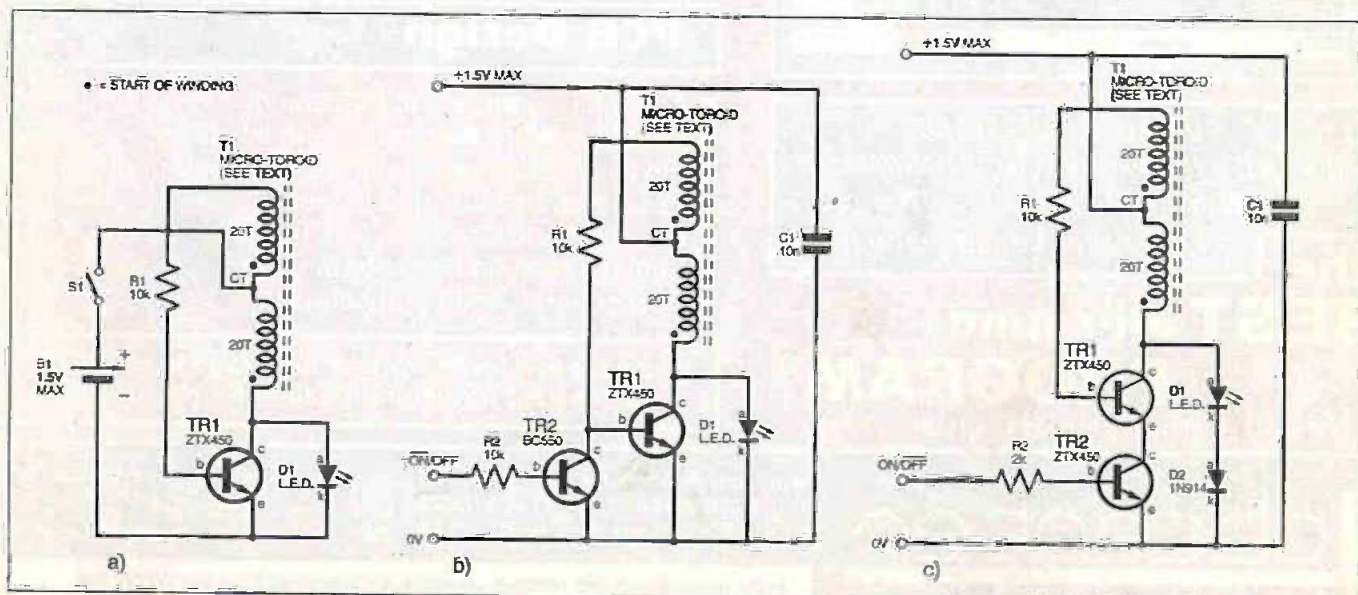 ● = START OF WINDING
T1
MICRO-TOROID
(SEE TEXT)
20T
CT
20T
S1
R1
10k
B1
1.5V
MAX
+
−
TR1
ZTX450
b
c
e
D1
L.E.D.
a
k
a)
+1.5V MAX
T1
MICRO-TOROID
(SEE TEXT)
20T
CT
20T
R1
10k
C1
10n
TR1
ZTX450
b
c
e
D1
L.E.D.
a
k
TR2
BC550
b
c
e
R2
10k
ON/OFF
0V
b)
+1.5V MAX
T1
MICRO-TOROID
(SEE TEXT)
20T
CT
20T
R1
10k
C1
10n
TR1
ZTX450
b
c
e
D1
L.E.D.
a
k
TR2
ZTX450
b
c
e
R2
2k
ON/OFF
D2
1N914
a
k
0V
c)